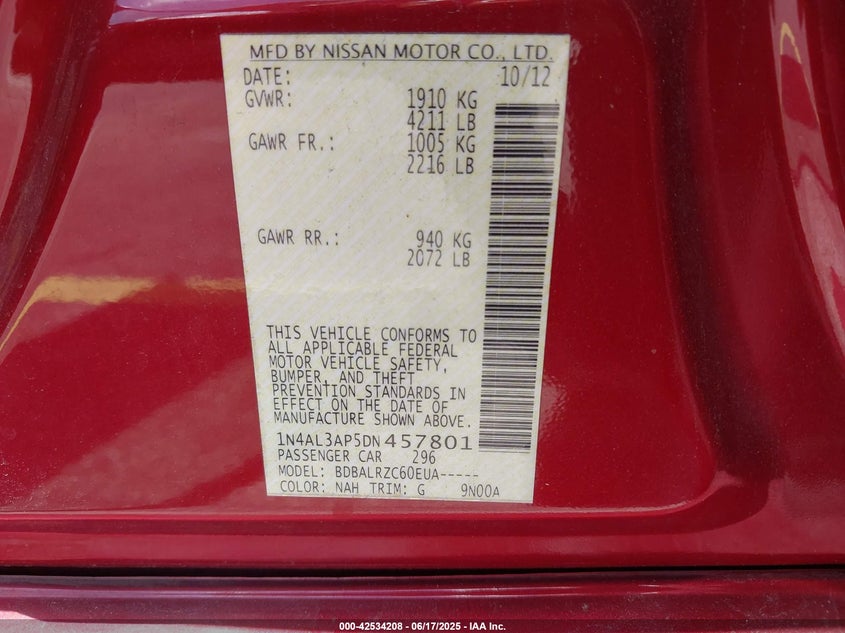 MFD BY NISSAN MOTOR CO., LTD.
DATE: 10/12
GVWR: 1910 KG
4211 LB
GAWR FR.: 1005 KG
2216 LB
GAWR RR.: 940 KG
2072 LB
THIS VEHICLE CONFORMS TO
ALL APPLICABLE FEDERAL
MOTOR VEHICLE SAFETY,
BUMPER, AND THEFT
PREVENTION STANDARDS IN
EFFECT ON THE DATE OF
MANUFACTURE SHOWN ABOVE.
1N4AL3AP5DN457801
PASSENGER CAR 296
MODEL: BDBALRZC60EUA-----
COLOR: NAH TRIM: G 9N00A
000-42534208 - 06/17/2025 - IAA Inc.